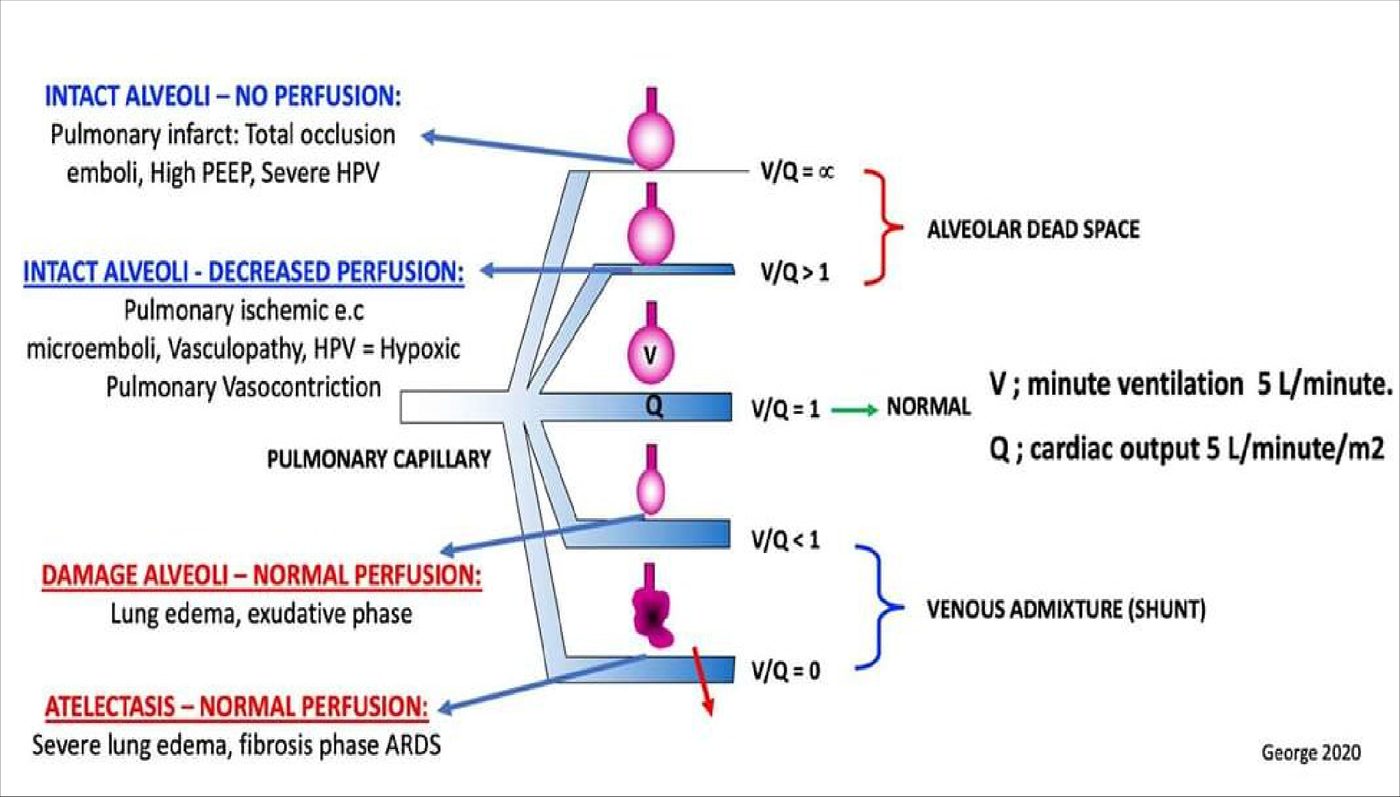 INTACT ALVEOLI – NO PERFUSION:
Pulmonary infarct: Total occlusion
emboli, High PEEP, Severe HPV
V/Q = ∝
ALVEOLAR DEAD SPACE
INTACT ALVEOLI - DECREASED PERFUSION:
V/Q > 1
Pulmonary ischemic e.c
microemboli, Vasculopathy, HPV = Hypoxic
Pulmonary Vasocontriction
V
Q
V/Q = 1
NORMAL
V ; minute ventilation 5 L/minute.
Q ; cardiac output 5 L/minute/m2
PULMONARY CAPILLARY
V/Q < 1
DAMAGE ALVEOLI – NORMAL PERFUSION:
Lung edema, exudative phase
VENOUS ADMIXTURE (SHUNT)
V/Q = 0
ATELECTASIS – NORMAL PERFUSION:
Severe lung edema, fibrosis phase ARDS
George 2020